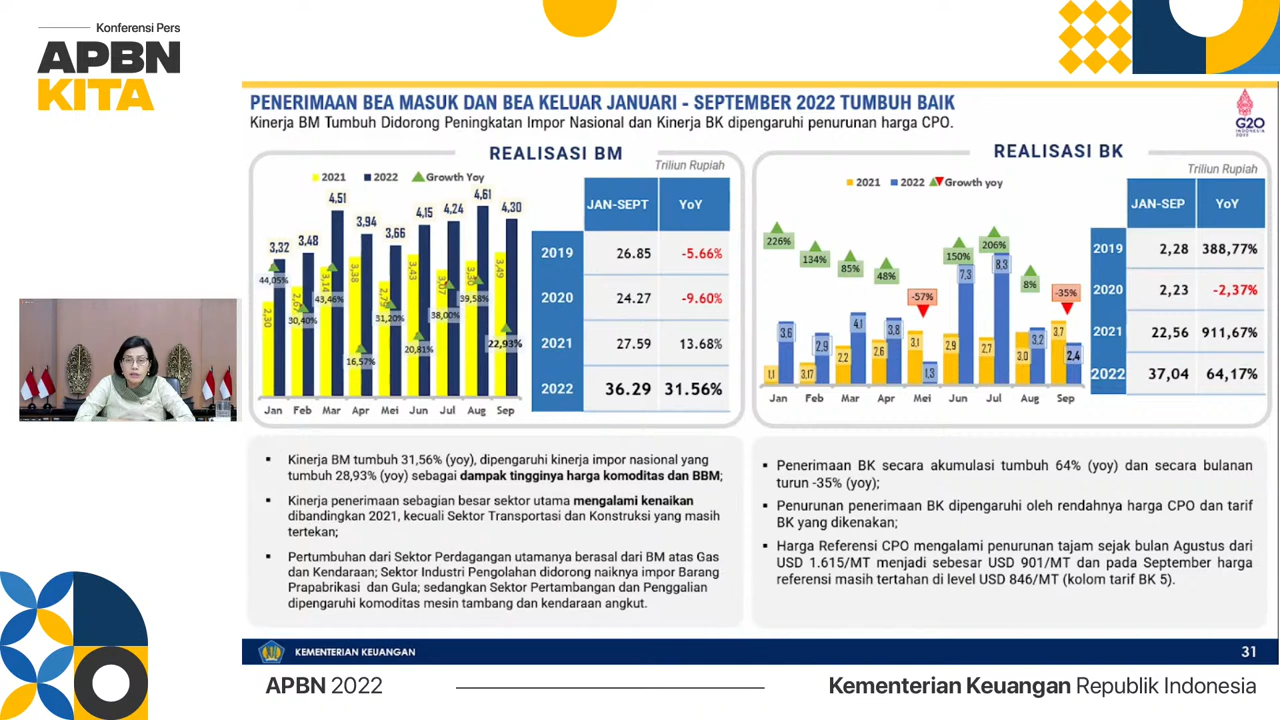 Konferensi Pers
APBN
KITA
PENERIMAAN BEA MASUK DAN BEA KELUAR JANUARI - SEPTEMBER 2022 TUMBUH BAIK
Kinerja BM Tumbuh Didorong Peningkatan Impor Nasional dan Kinerja BK dipengaruhi penurunan harga CPO.
G20
REALISASI BM
Triliun Rupiah
2021 2022 Growth Yoy
3,32 3,48 4,51 3,94 3,66 4,15 4,24 4,61 4,30
2,30 3,14 3,38 3,43 3,07 3,30 3,49
44,05% 30,40% 43,46% 16,57% 31,20% 20,81% 38,00% 39,58% 22,93%
Jan Feb Mar Apr Mei Jun Jul Aug Sep
JAN-SEPT YoY
2019 26.85 -5.66%
2020 24.27 -9.60%
2021 27.59 13.68%
2022 36.29 31.56%
REALISASI BK
Triliun Rupiah
2021 2022 Growth yoy
226% 134% 85% 48% -57% 150% 206% 8% -35%
3,6 2,9 4,1 3,8 1,3 7,3 8,3 3,2 2,4
1,1 3,17 2,2 2,6 3,1 2,9 2,7 3,0 3,7
Jan Feb Mar Apr Mei Jun Jul Aug Sep
JAN-SEP YoY
2019 2,28 388,77%
2020 2,23 -2,37%
2021 22,56 911,67%
2022 37,04 64,17%
Kinerja BM tumbuh 31,56% (yoy), dipengaruhi kinerja impor nasional yang
tumbuh 28,93% (yoy) sebagai dampak tingginya harga komoditas dan BBM;
Kinerja penerimaan sebagian besar sektor utama mengalami kenaikan
dibandingkan 2021, kecuali Sektor Transportasi dan Konstruksi yang masih
tertekan;
Pertumbuhan dari Sektor Perdagangan utamanya berasal dari BM atas Gas
dan Kendaraan; Sektor Industri Pengolahan didorong naiknya impor Barang
Prapabrikasi dan Gula; sedangkan Sektor Pertambangan dan Penggalian
dipengaruhi komoditas mesin tambang dan kendaraan angkut.
Penerimaan BK secara akumulasi tumbuh 64% (yoy) dan secara bulanan
turun -35% (yoy);
Penurunan penerimaan BK dipengaruhi oleh rendahnya harga CPO dan tarif
BK yang dikenakan;
Harga Referensi CPO mengalami penurunan tajam sejak bulan Agustus dari
USD 1.615/MT menjadi sebesar USD 901/MT dan pada September harga
referensi masih tertahan di level USD 846/MT (kolom tarif BK 5).
KEMENTERIAN KEUANGAN
31
APBN 2022
Kementerian Keuangan Republik Indonesia